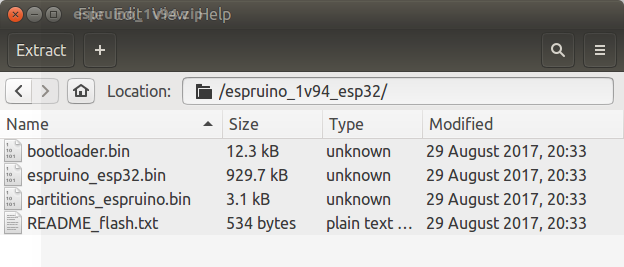 espruino_1v94.zip
File Edit View Help
Extract +
Location: /espruino_1v94_esp32/
Name Size Type Modified
bootloader.bin 12.3 kB unknown 29 August 2017, 20:33
espruino_esp32.bin 929.7 kB unknown 29 August 2017, 20:33
partitions_espruino.bin 3.1 kB unknown 29 August 2017, 20:33
README_flash.txt 534 bytes plain text ... 29 August 2017, 20:33